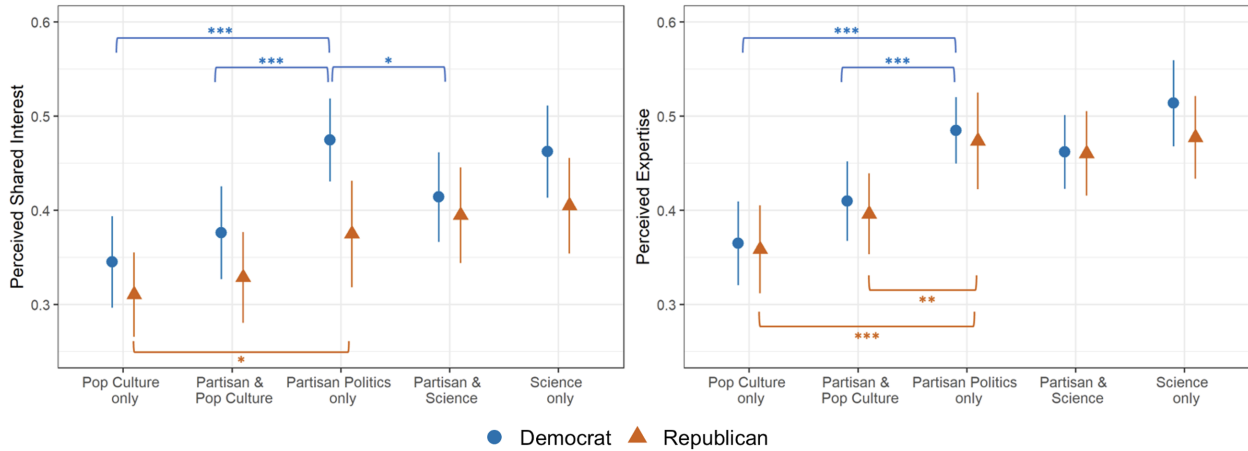 Perceived Shared Interest
0.6
0.5
0.4
0.3
***
***
*
*
Pop Culture
only
Partisan &
Pop Culture
Partisan Politics
only
Partisan &
Science
Science
only
Perceived Expertise
0.6
0.5
0.4
0.3
***
***
**
***
Pop Culture
only
Partisan &
Pop Culture
Partisan Politics
only
Partisan &
Science
Science
only
Democrat
Republican